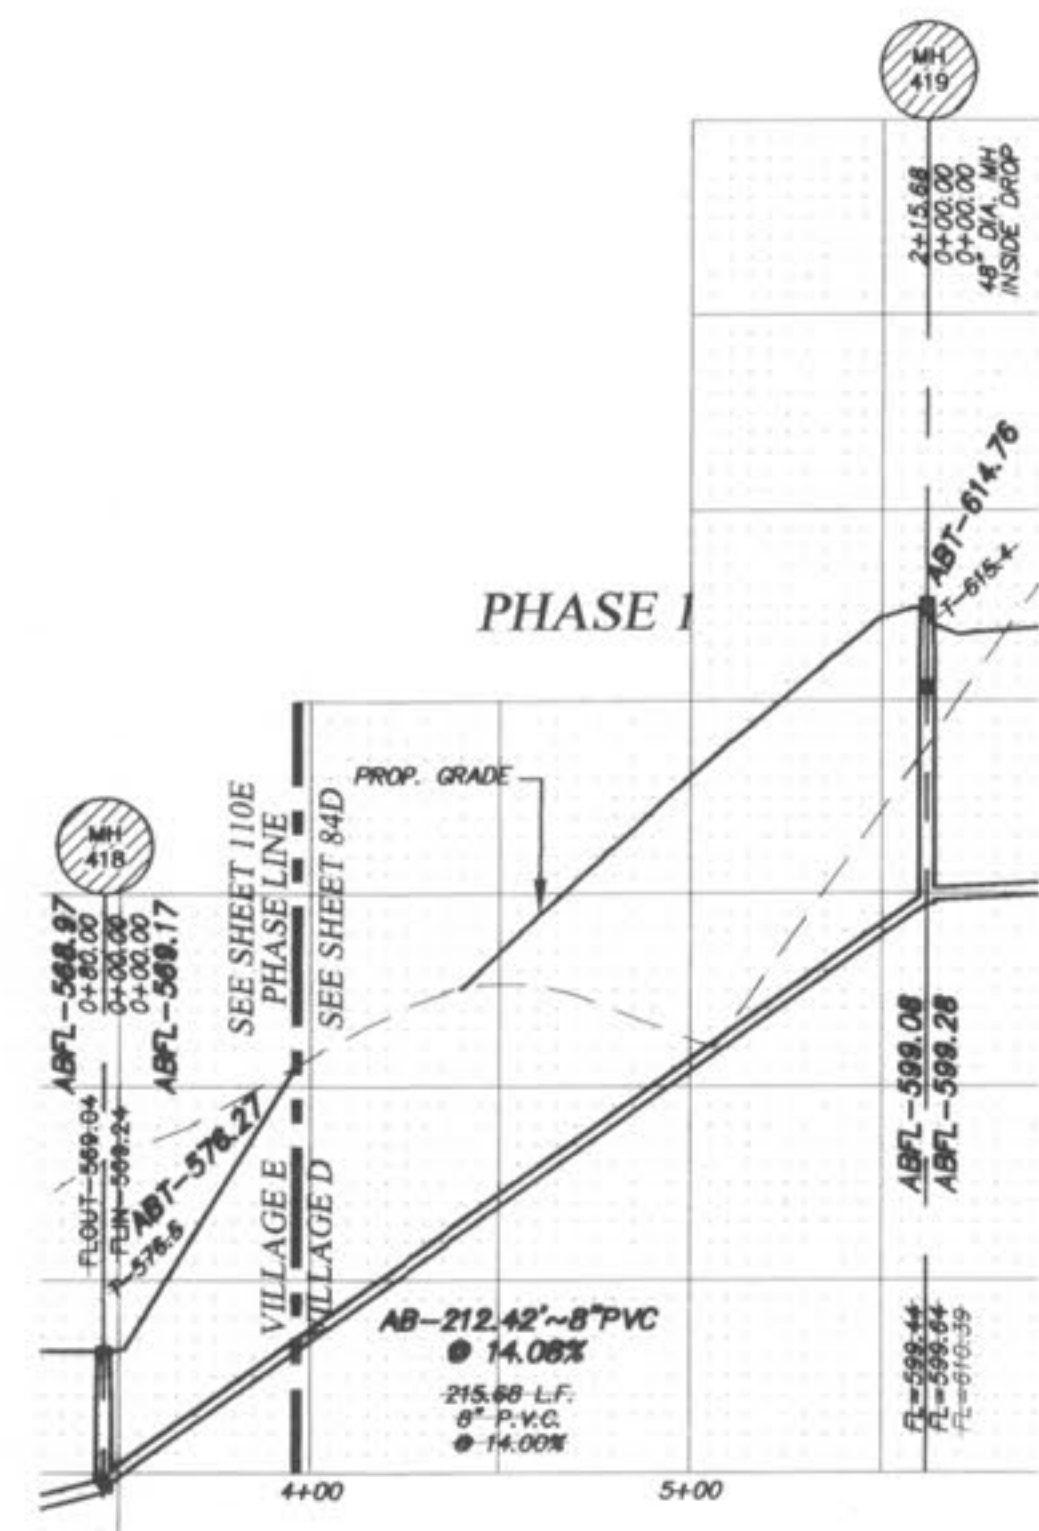 MH
419
2+15.68
0+00.00
0+00.00
48" DIA. MH
INSIDE DROP
ABT-614.76
T-615.4
PHASE
PROP. GRADE
SEE SHEET 110E
PHASE LINE
SEE SHEET 84D
MH
418
ABFL-568.97
0+80.00
0+00.00
0+00.00
ABFL-569.17
FLOUT-569.04
FLIN-569.24
ABT-576.27
T-576.6
VILLAGE E
VILLAGE D
ABFL-599.08
ABFL-599.28
AB-212.42'~8"PVC
@ 14.08%
215.68 L.F.
8" P.V.C.
@ 14.00%
FL=599.44
FL=599.64
FL=610.39
4+00
5+00